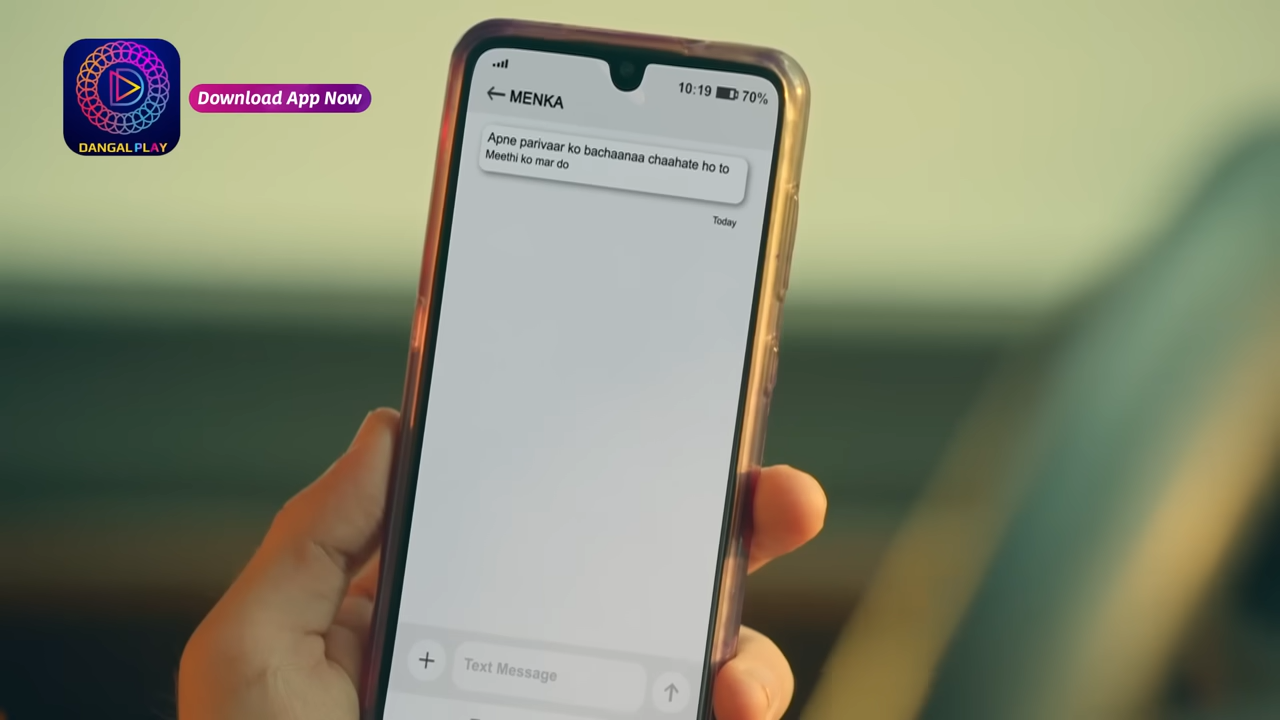 DANGAL PLAY
Download App Now
10:19 70%
MENKA
Apne parivaar ko bachaanaa chaahate ho to
Meethi ko mar do
Today
Text Message